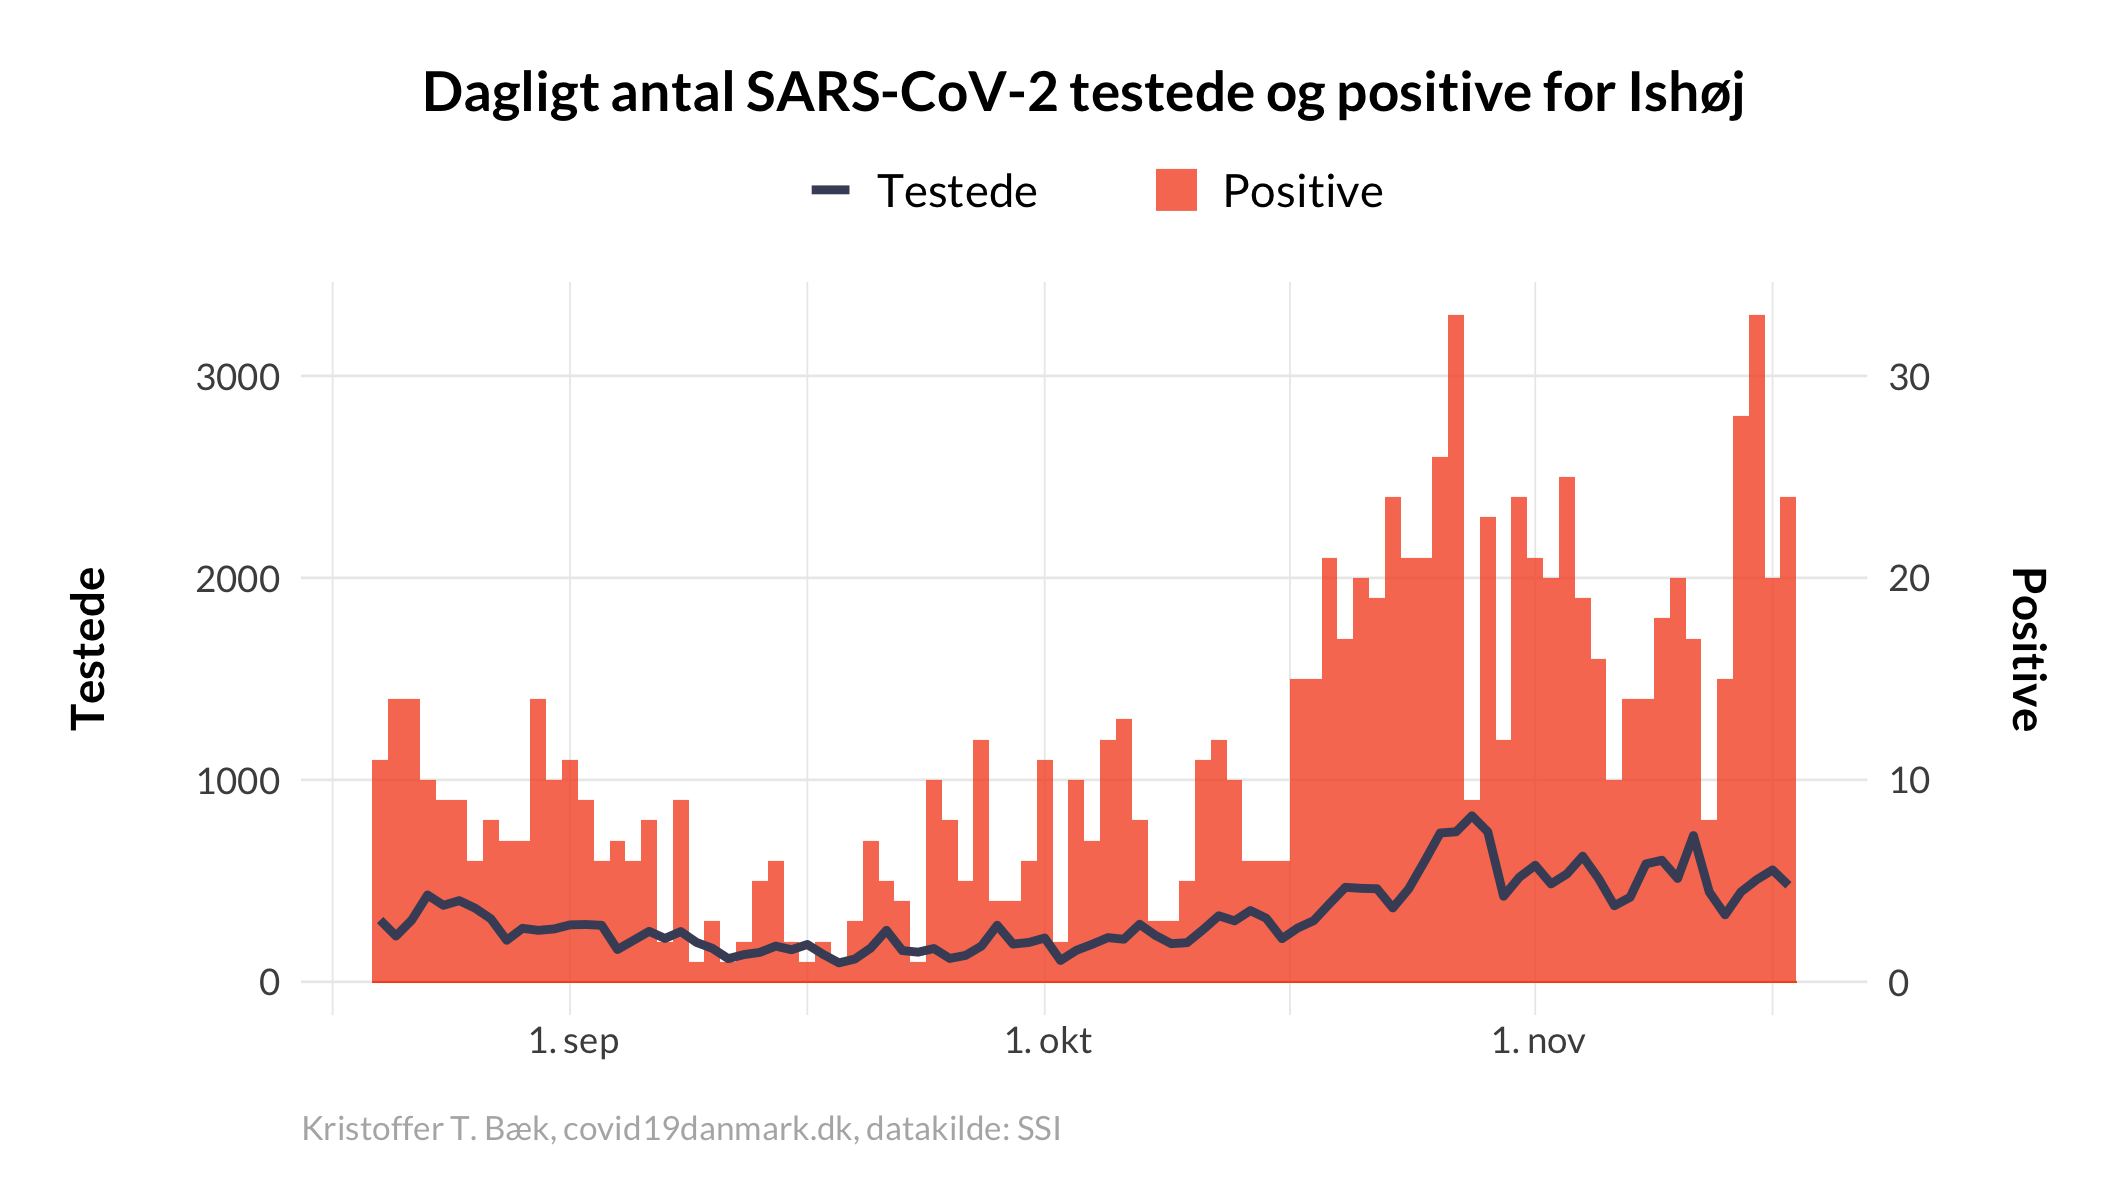 Dagligt antal SARS-CoV-2 testede og positive for Ishøj
Testede
Positive
3000
2000
1000
0
30
20
10
0
Testede
Positive
1. sep
1. okt
1. nov
Kristoffer T. Bæk, covid19danmark.dk, datakilde: SSI